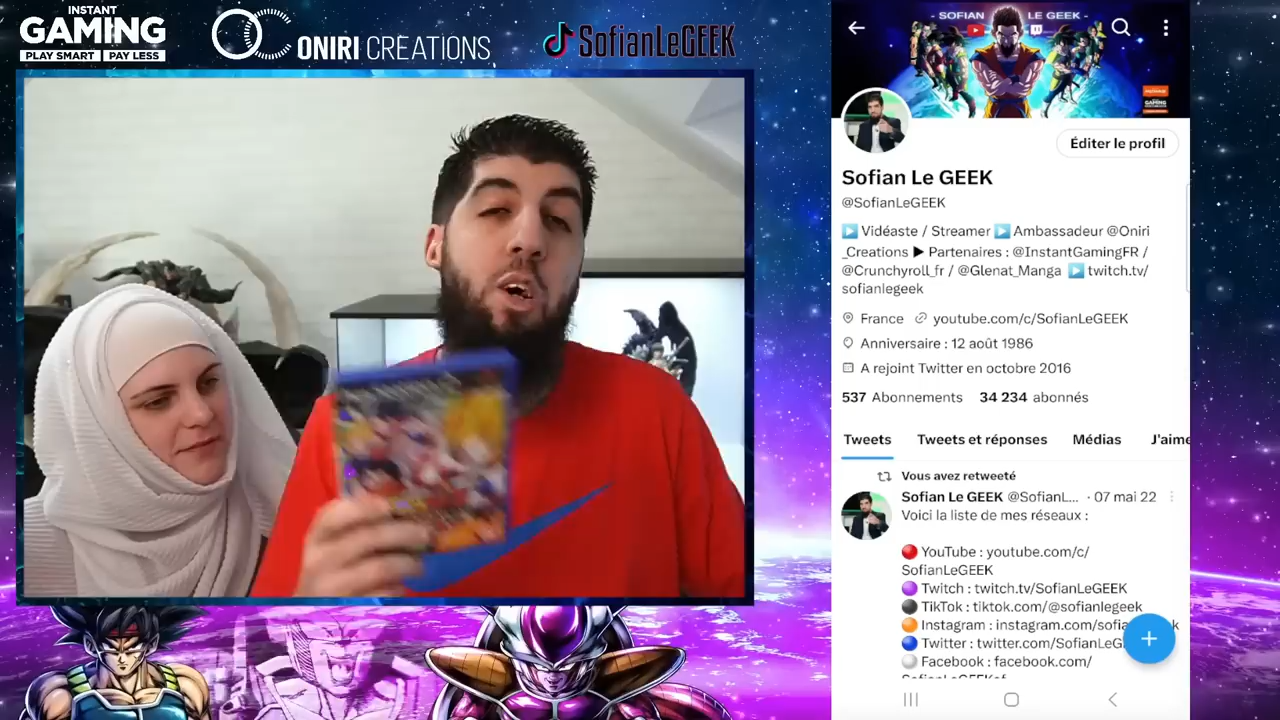 INSTANT
GAMING
PLAY SMART | PAY LESS
ONIRI CREATIONS
SofianLeGEEK
SOFIAN LE GEEK -
Éditer le profil
Sofian Le GEEK
@SofianLeGEEK
▶️ Vidéaste / Streamer ▶️ Ambassadeur @Oniri
_Creations ▶ Partenaires : @InstantGamingFR /
@Crunchyroll_fr / @Glenat_Manga ▶️ twitch.tv/
sofianlegeek
France youtube.com/c/SofianLeGEEK
Anniversaire : 12 août 1986
A rejoint Twitter en octobre 2016
537 Abonnements 34 234 abonnés
Tweets Tweets et réponses Médias J'aime
Vous avez retweeté
Sofian Le GEEK @SofianL... · 07 mai 22
Voici la liste de mes réseaux :
🔴 YouTube : youtube.com/c/
SofianLeGEEK
🟣 Twitch : twitch.tv/SofianLeGEEK
⚫ TikTok : tiktok.com/@sofianlegeek
🟠 Instagram : instagram.com/sofia
🔵 Twitter : twitter.com/SofianLeG
⚪ Facebook : facebook.com/